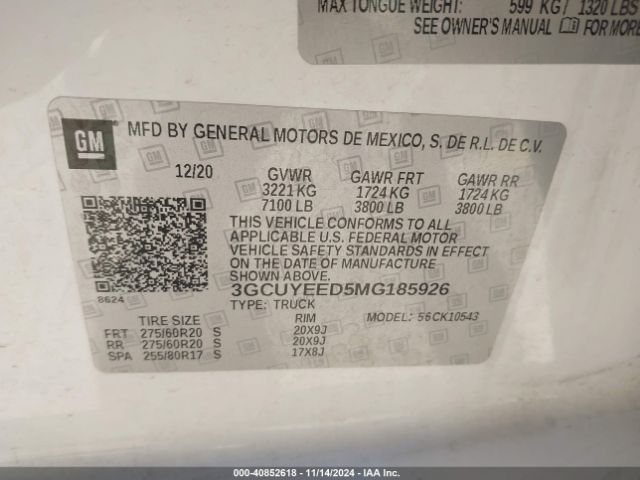 MAX TONGUE WEIGHT: 599 KG / 1320 LBS
SEE OWNER'S MANUAL FOR MORE
GM
MFD BY GENERAL MOTORS DE MEXICO, S. DE R.L. DE C.V.
12/20 GVWR GAWR FRT GAWR RR
3221 KG 1724 KG 1724 KG
7100 LB 3800 LB 3800 LB
THIS VEHICLE CONFORMS TO ALL
APPLICABLE U.S. FEDERAL MOTOR
VEHICLE SAFETY STANDARDS IN EFFECT
ON THE DATE OF MANUFACTURE
3GCUYEED5MG185926
8624
TYPE: TRUCK
TIRE SIZE RIM MODEL: 56CK10543
FRT 275/60R20 S 20X9J
RR 275/60R20 S 20X9J
SPA 255/80R17 S 17X8J
000-40852618 - 11/14/2024 - IAA Inc.